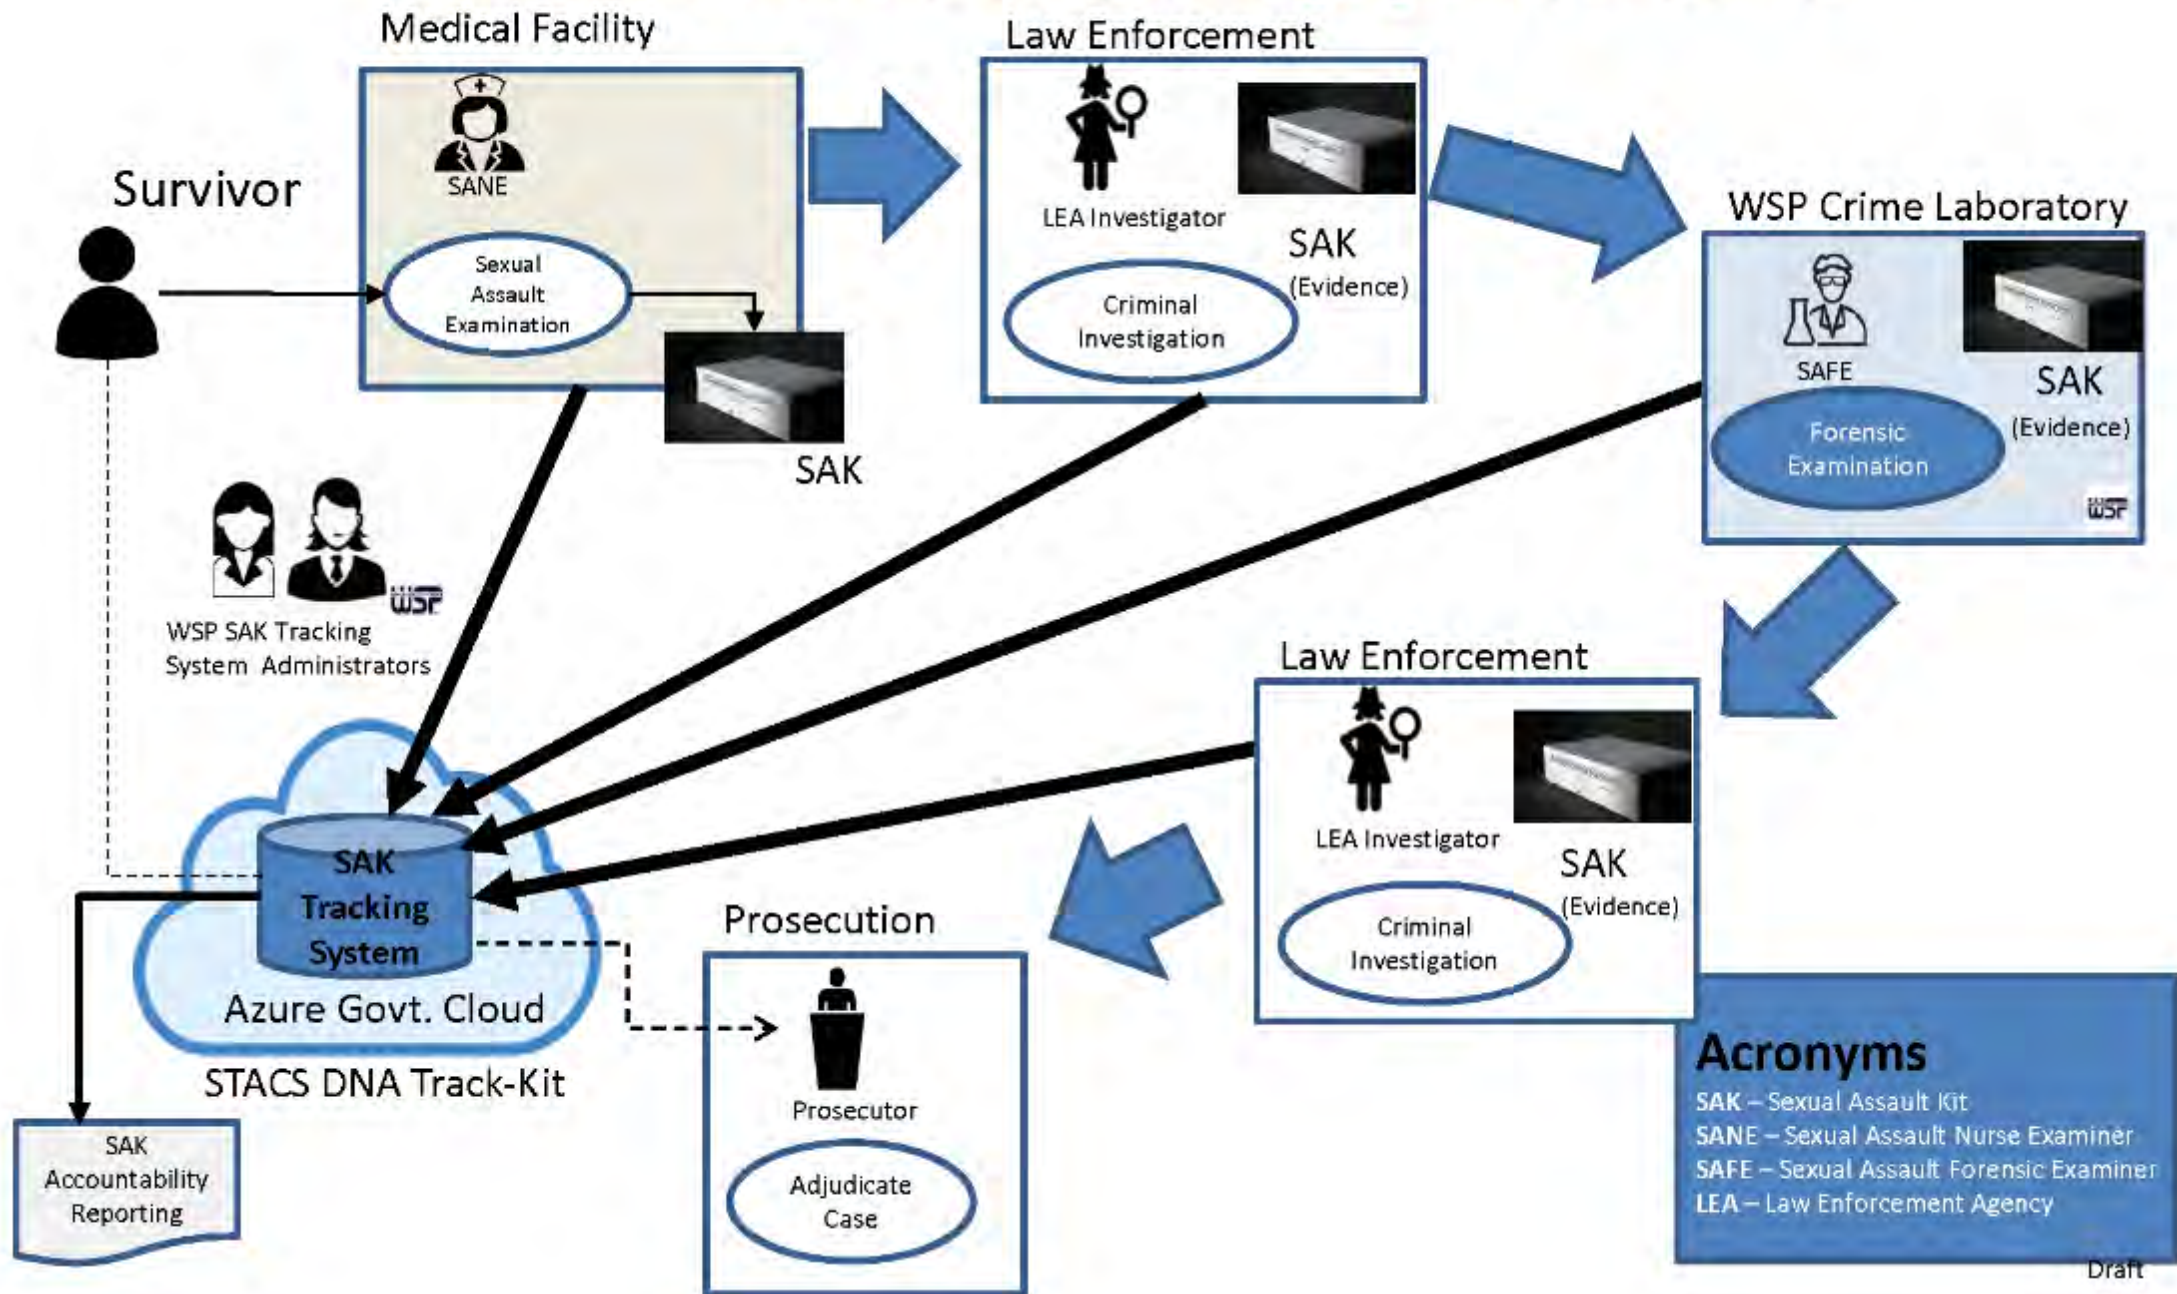 Medical Facility
SANE
Sexual
Assault
Examination
SAK
Survivor
Law Enforcement
LEA Investigator
SAK
(Evidence)
Criminal
Investigation
WSP Crime Laboratory
SAFE
SAK
(Evidence)
Forensic
Examination
WSP
WSP
WSP SAK Tracking
System Administrators
Law Enforcement
LEA Investigator
SAK
(Evidence)
Criminal
Investigation
SAK
Tracking
System
Azure Govt. Cloud
STACS DNA Track-Kit
Prosecution
Prosecutor
Adjudicate
Case
SAK
Accountability
Reporting
Acronyms
SAK – Sexual Assault Kit
SANE – Sexual Assault Nurse Examiner
SAFE – Sexual Assault Forensic Examiner
LEA – Law Enforcement Agency
Draft